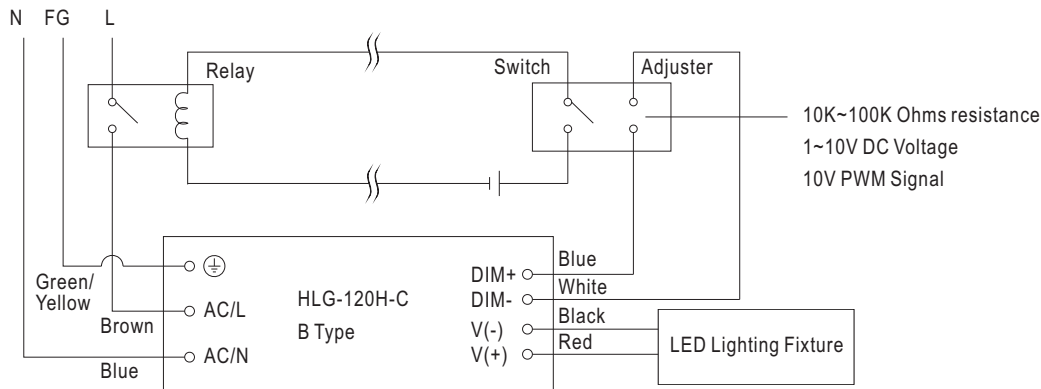 N FG L
Relay
Switch
Adjuster
10K~100K Ohms resistance
1~10V DC Voltage
10V PWM Signal
Green/
Yellow
Brown
Blue
AC/L
AC/N
HLG-120H-C
B Type
DIM+
DIM-
V(-)
V(+)
Blue
White
Black
Red
LED Lighting Fixture